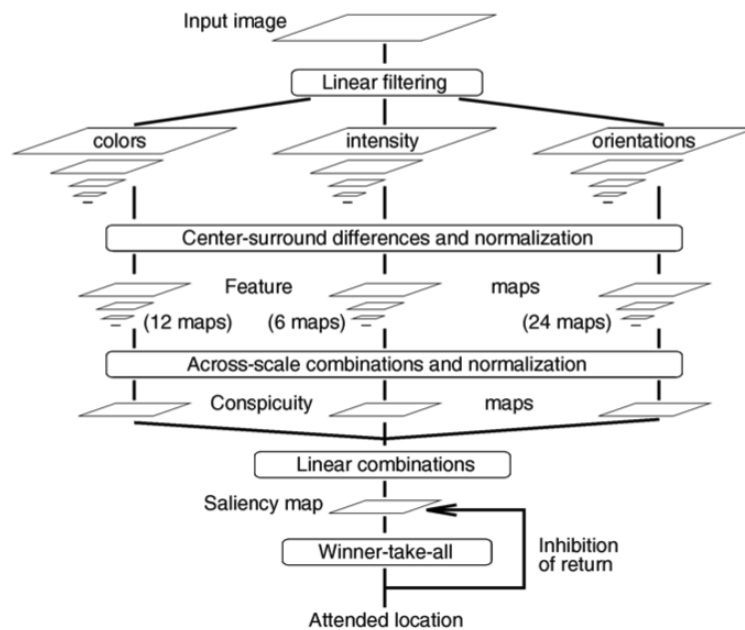 Input image
Linear filtering
colors intensity orientations
Center-surround differences and normalization
Feature maps
(12 maps) (6 maps) (24 maps)
Across-scale combinations and normalization
Conspicuity maps
Linear combinations
Saliency map
Winner-take-all
Inhibition
of return
Attended location